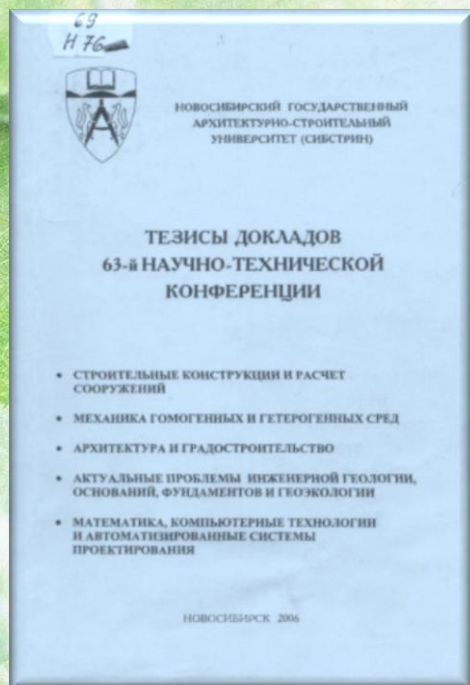 69
Н 76
НОВОСИБИРСКИЙ ГОСУДАРСТВЕННЫЙ
АРХИТЕКТУРНО-СТРОИТЕЛЬНЫЙ
УНИВЕРСИТЕТ (СИБСТРИН)
ТЕЗИСЫ ДОКЛАДОВ
63-й НАУЧНО-ТЕХНИЧЕСКОЙ
КОНФЕРЕНЦИИ
• СТРОИТЕЛЬНЫЕ КОНСТРУКЦИИ И РАСЧЕТ
СООРУЖЕНИЙ
• МЕХАНИКА ГОМОГЕННЫХ И ГЕТЕРОГЕННЫХ СРЕД
• АРХИТЕКТУРА И ГРАДОСТРОИТЕЛЬСТВО
• АКТУАЛЬНЫЕ ПРОБЛЕМЫ ИНЖЕНЕРНОЙ ГЕОЛОГИИ,
ОСНОВАНИЙ, ФУНДАМЕНТОВ И ГЕОЭКОЛОГИИ
• МАТЕМАТИКА, КОМПЬЮТЕРНЫЕ ТЕХНОЛОГИИ
И АВТОМАТИЗИРОВАННЫЕ СИСТЕМЫ
ПРОЕКТИРОВАНИЯ
НОВОСИБИРСК 2006